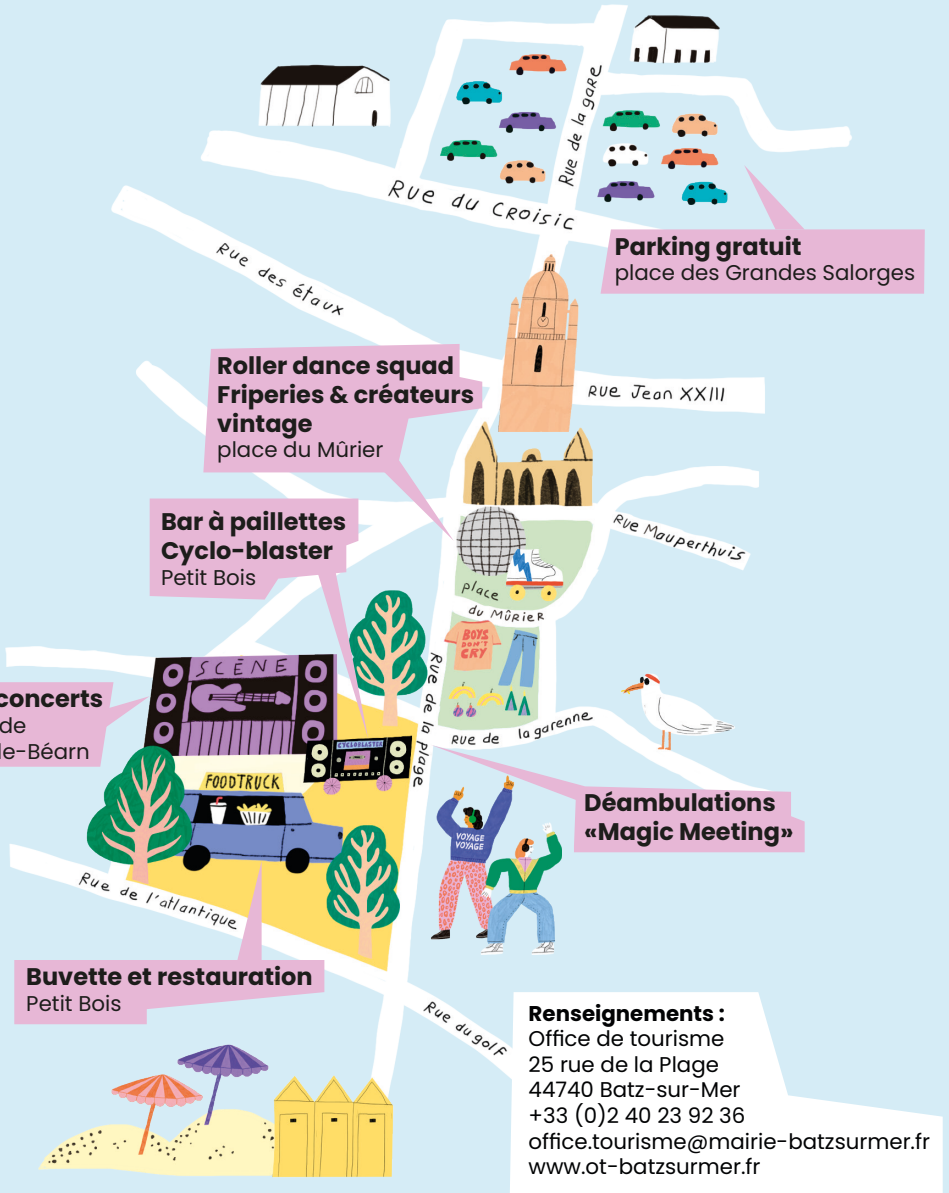 Rue de la gare
Rue du Croisic
Parking gratuit
place des Grandes Salorges
Rue des étaux
Roller dance squad
Friperies & créateurs
vintage
place du Mûrier
Rue Jean XXIII
Bar à paillettes
Cyclo-blaster
Petit Bois
Rue Mauperthuis
place
du MÛRIER
BOYS
DON'T
CRY
SCÈNE
concerts
de
le-Béarn
CYCLOBLASTER
Rue de la plage
Rue de la garenne
FOODTRUCK
Déambulations
«Magic Meeting»
VOYAGE
VOYAGE
Rue de l'atlantique
Buvette et restauration
Petit Bois
Rue du golf
Renseignements :
Office de tourisme
25 rue de la Plage
44740 Batz-sur-Mer
+33 (0)2 40 23 92 36
office.tourisme@mairie-batzsurmer.fr
www.ot-batzsurmer.fr